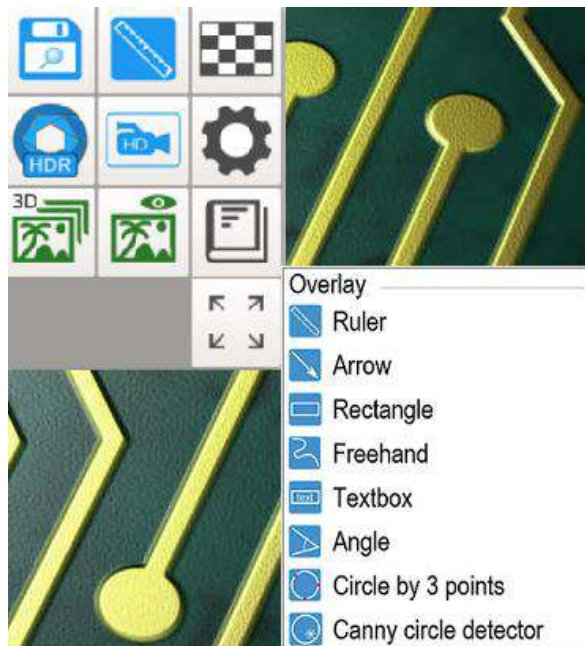 HDR
HD
3D
Overlay
Ruler
Arrow
Rectangle
Freehand
text
Textbox
Angle
Circle by 3 points
Canny circle detector